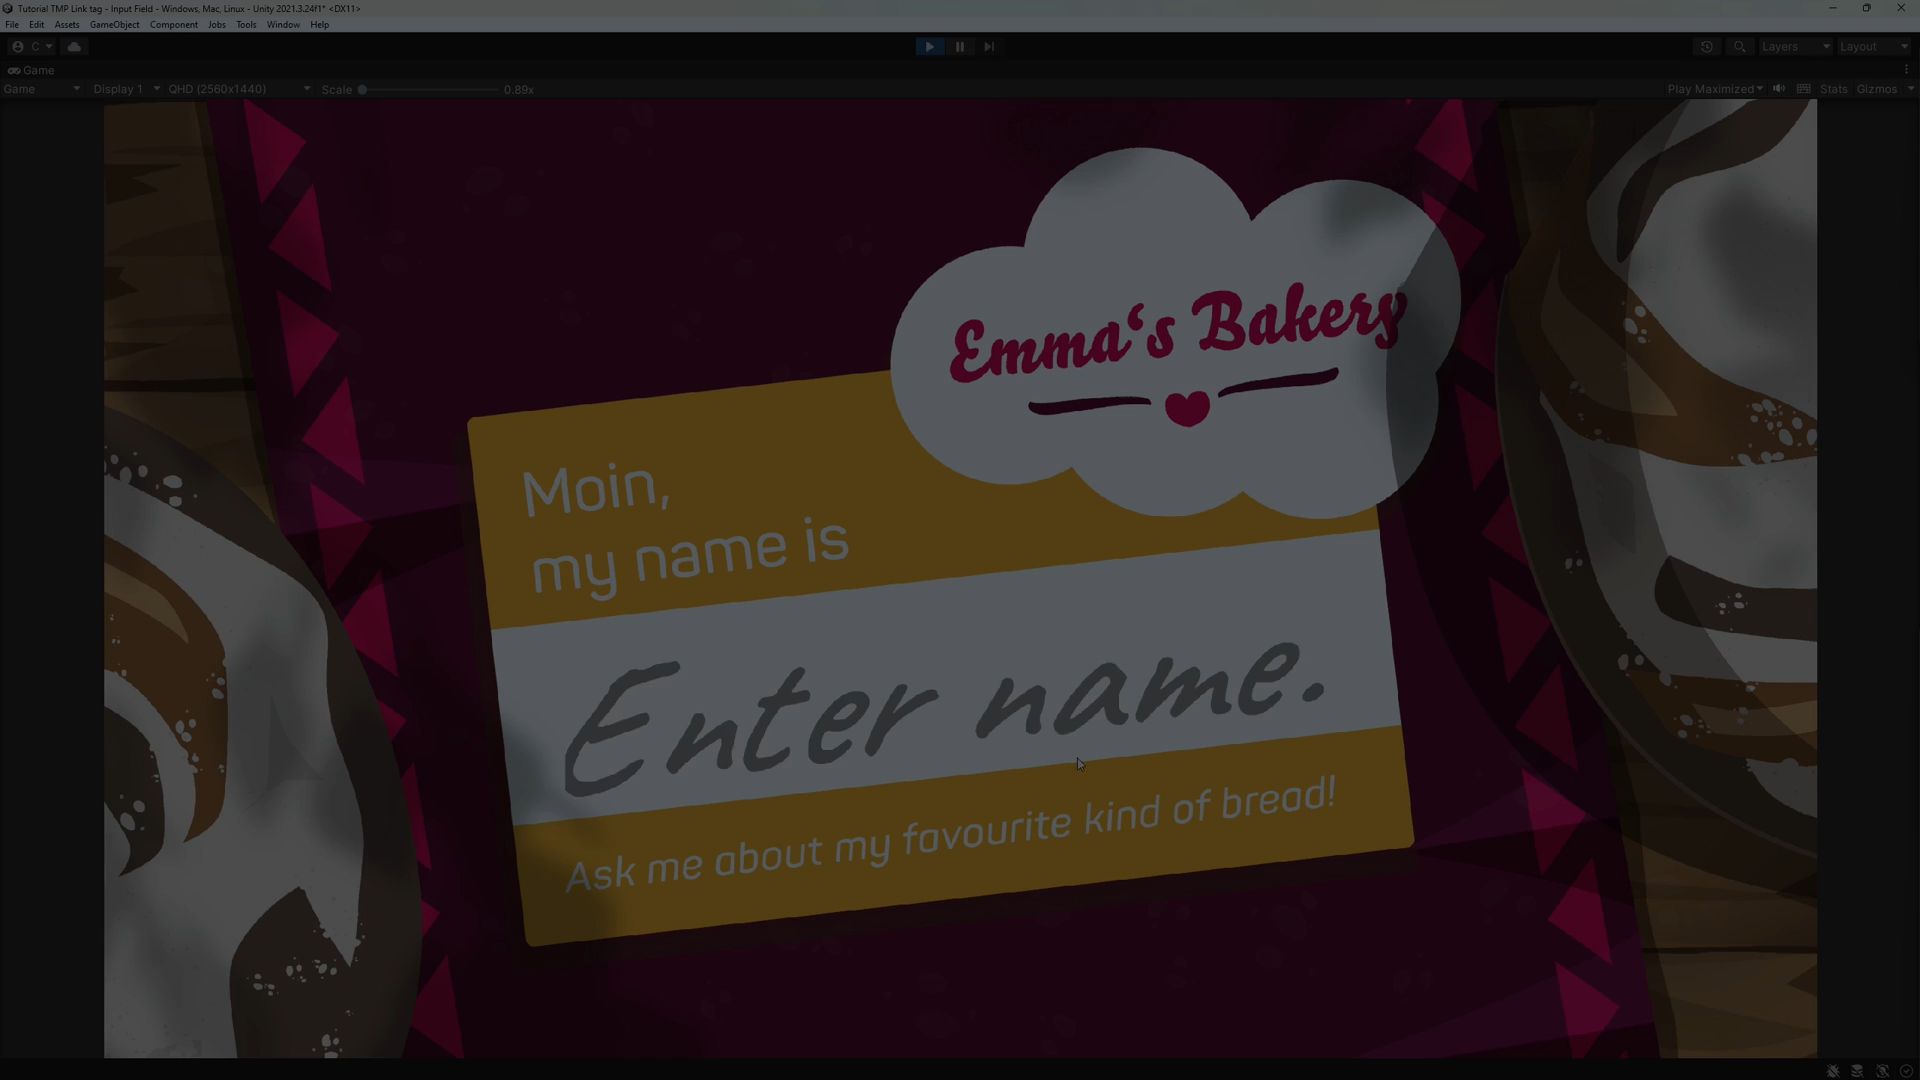 Tutorial TMP Link tag - Input Field - Windows, Mac, Linux - Unity 2021.3.24f1* <DX11>
File Edit Assets GameObject Component Jobs Tools Window Help
C
Layers
Layout
Game
Game
Display 1
QHD (2560x1440)
Scale
0.89x
Play Maximized
Stats
Gizmos
Emma‘s Bakery
Moin,
my name is
Enter name.
Ask me about my favourite kind of bread!